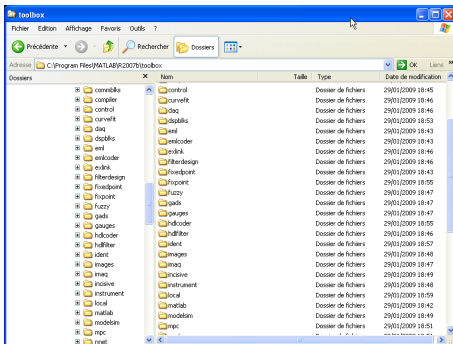 toolbox
Fichier Edition Affichage Favoris Outils ?
Précédente Rechercher Dossiers
Adresse C:\Program Files\MATLAB\R2007b\toolbox OK Liens »
Dossiers × Nom Taille Type Date de modification
commblks
compiler
control
curvefit
daq
dspblks
eml
emlcoder
exlink
filterdesign
fixedpoint
fixpoint
fuzzy
gads
gauges
hdlcoder
hdlfilter
ident
images
imaq
incisive
instrument
local
matlab
modelsim
mpc
nnet
control Dossier de fichiers 29/01/2009 18:45
curvefit Dossier de fichiers 29/01/2009 18:46
daq Dossier de fichiers 29/01/2009 18:46
dspblks Dossier de fichiers 29/01/2009 18:53
eml Dossier de fichiers 29/01/2009 18:43
emlcoder Dossier de fichiers 29/01/2009 18:43
exlink Dossier de fichiers 29/01/2009 18:46
filterdesign Dossier de fichiers 29/01/2009 18:46
fixedpoint Dossier de fichiers 29/01/2009 18:43
fixpoint Dossier de fichiers 29/01/2009 18:55
fuzzy Dossier de fichiers 29/01/2009 18:47
gads Dossier de fichiers 29/01/2009 18:47
gauges Dossier de fichiers 29/01/2009 18:47
hdlcoder Dossier de fichiers 29/01/2009 18:55
hdlfilter Dossier de fichiers 29/01/2009 18:46
ident Dossier de fichiers 29/01/2009 18:57
images Dossier de fichiers 29/01/2009 18:48
imaq Dossier de fichiers 29/01/2009 18:47
incisive Dossier de fichiers 29/01/2009 18:49
instrument Dossier de fichiers 29/01/2009 18:48
local Dossier de fichiers 29/01/2009 18:59
matlab Dossier de fichiers 29/01/2009 18:42
modelsim Dossier de fichiers 29/01/2009 18:49
mpc Dossier de fichiers 29/01/2009 18:51